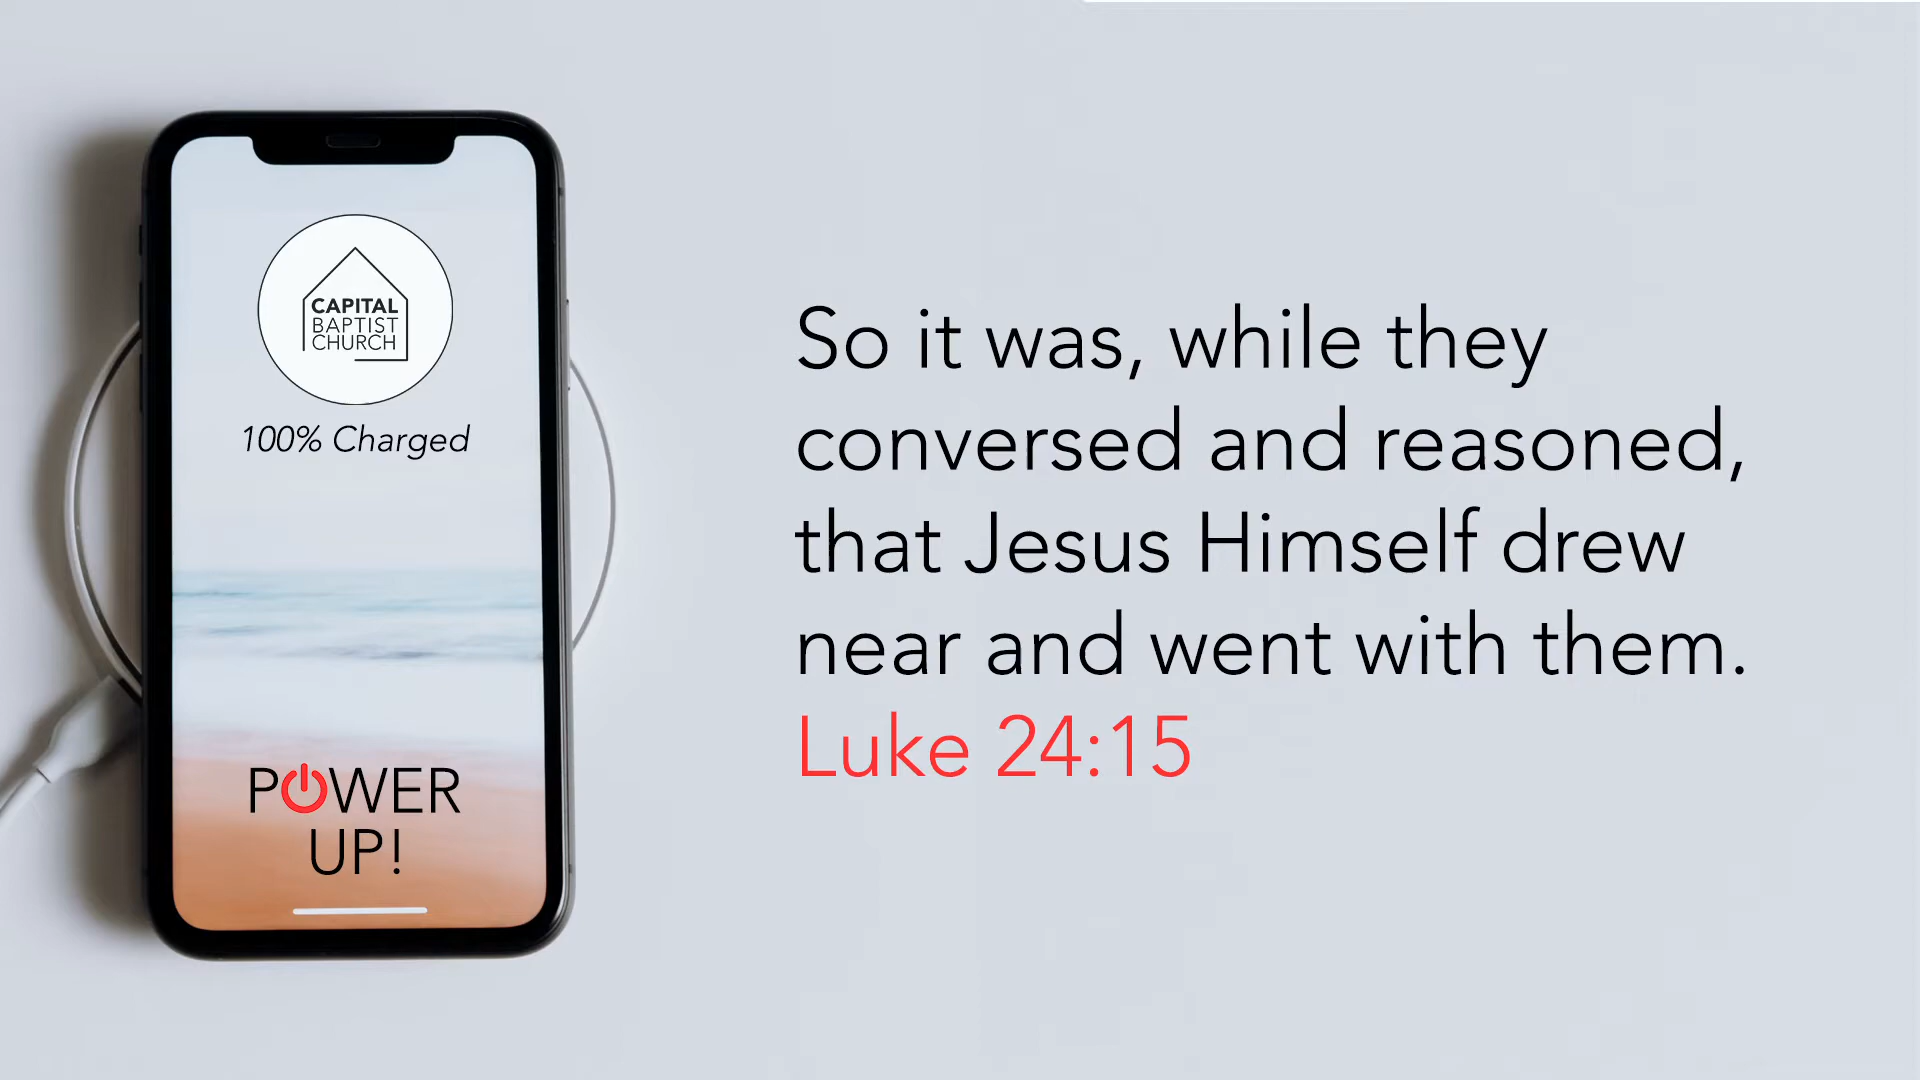 CAPITAL
BAPTIST
CHURCH
100% Charged
POWER
UP!
So it was, while they
conversed and reasoned,
that Jesus Himself drew
near and went with them.
Luke 24:15